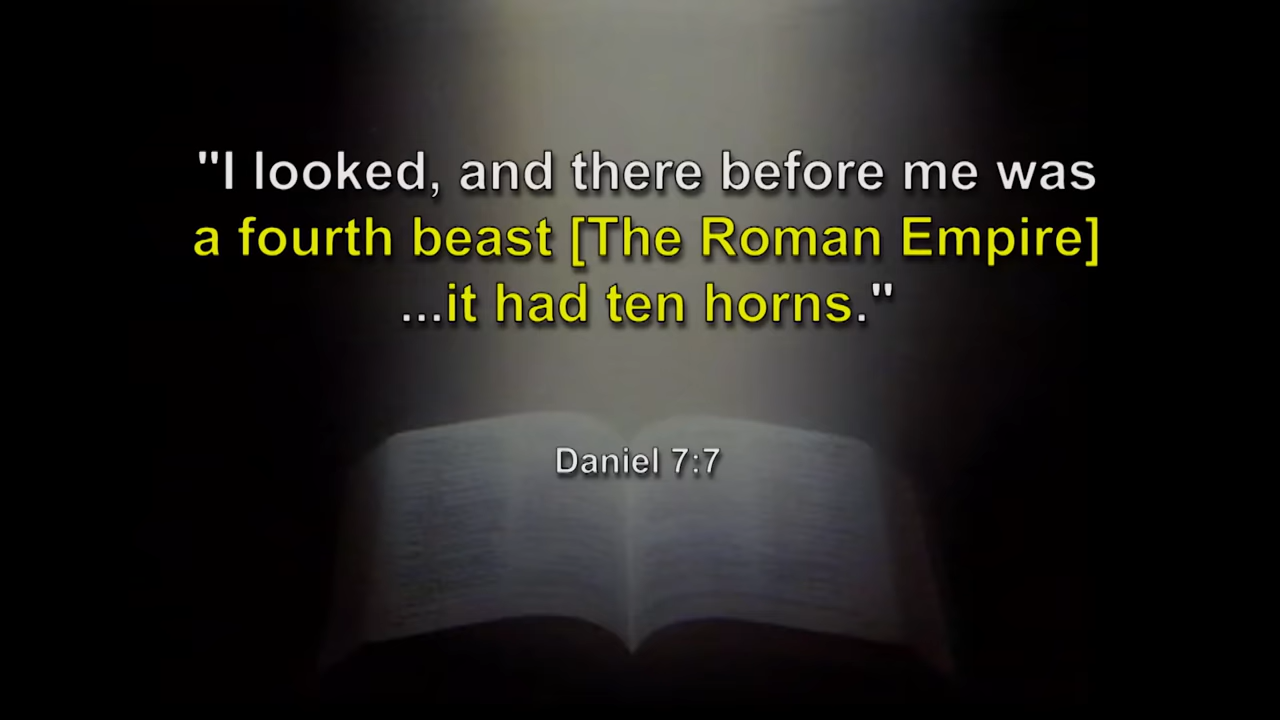 "I looked, and there before me was
a fourth beast [The Roman Empire]
...it had ten horns."
Daniel 7:7